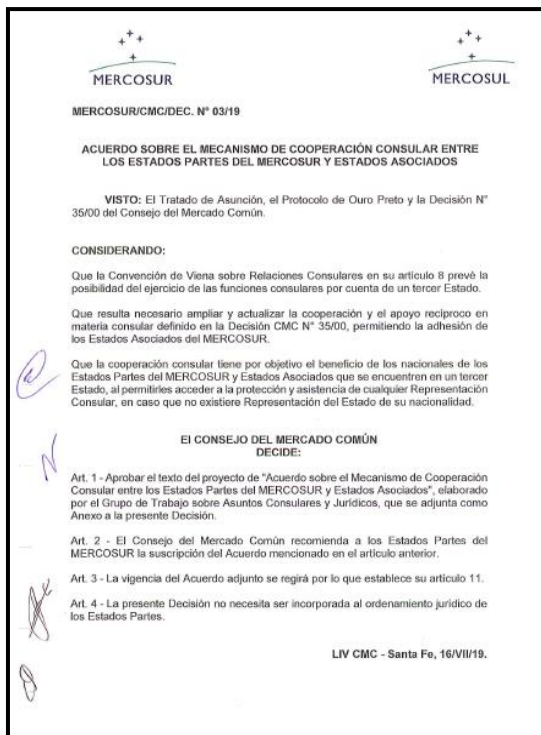 MERCOSUR
MERCOSUL
MERCOSUR/CMC/DEC. N° 03/19
ACUERDO SOBRE EL MECANISMO DE COOPERACIÓN CONSULAR ENTRE
LOS ESTADOS PARTES DEL MERCOSUR Y ESTADOS ASOCIADOS
VISTO: El Tratado de Asunción, el Protocolo de Ouro Preto y la Decisión N°
35/00 del Consejo del Mercado Común.
CONSIDERANDO:
Que la Convención de Viena sobre Relaciones Consulares en su artículo 8 prevé la
posibilidad del ejercicio de las funciones consulares por cuenta de un tercer Estado.
Que resulta necesario ampliar y actualizar la cooperación y el apoyo recíproco en
materia consular definido en la Decisión CMC N° 35/00, permitiendo la adhesión de
los Estados Asociados del MERCOSUR.
Que la cooperación consular tiene por objetivo el beneficio de los nacionales de los
Estados Partes del MERCOSUR y Estados Asociados que se encuentren en un tercer
Estado, al permitirles acceder a la protección y asistencia de cualquier Representación
Consular, en caso que no existiere Representación del Estado de su nacionalidad.
El CONSEJO DEL MERCADO COMÚN
DECIDE:
Art. 1 - Aprobar el texto del proyecto de "Acuerdo sobre el Mecanismo de Cooperación
Consular entre los Estados Partes del MERCOSUR y Estados Asociados", elaborado
por el Grupo de Trabajo sobre Asuntos Consulares y Jurídicos, que se adjunta como
Anexo a la presente Decisión.
Art. 2 - El Consejo del Mercado Común recomienda a los Estados Partes del
MERCOSUR la suscripción del Acuerdo mencionado en el artículo anterior.
Art. 3 - La vigencia del Acuerdo adjunto se regirá por lo que establece su artículo 11.
Art. 4 - La presente Decisión no necesita ser incorporada al ordenamiento jurídico de
los Estados Partes.
LIV CMC - Santa Fe, 16/VII/19.